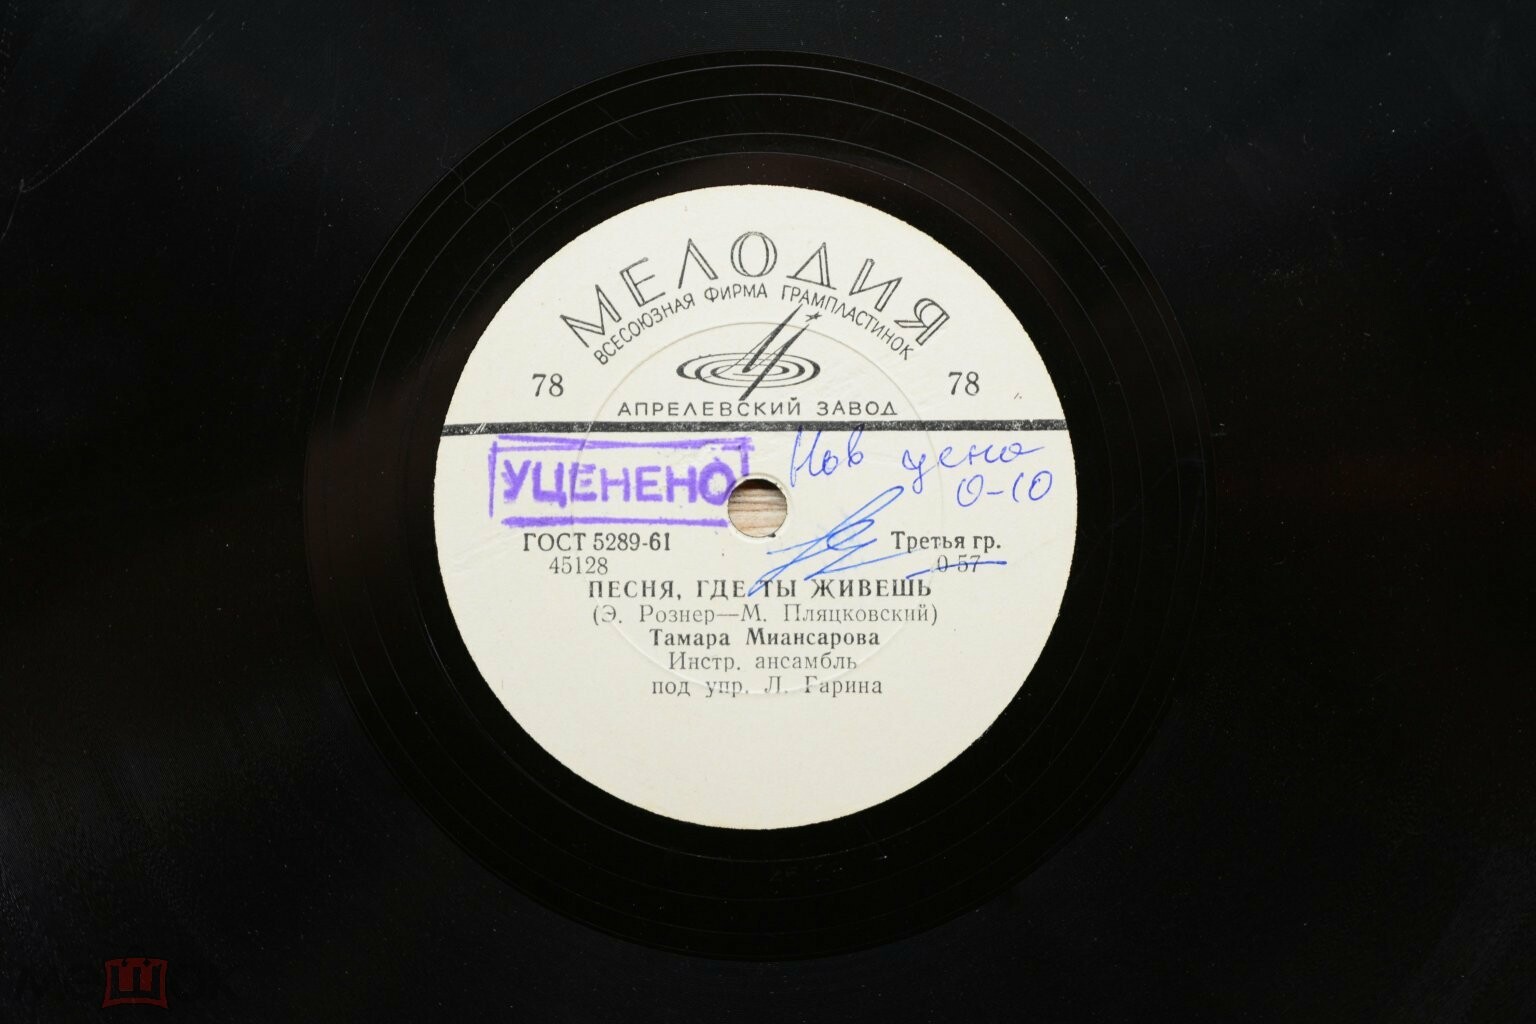 МЕЛОДИЯ
ВСЕСОЮЗНАЯ ФИРМА ГРАМПЛАСТИНОК
78
78
АПРЕЛЕВСКИЙ ЗАВОД
УЦЕНЕНО
Нов цена
0-10
ГОСТ 5289-61
Третья гр.
45128
0-57
ПЕСНЯ, ГДЕ ТЫ ЖИВЕШЬ
(Э. Рознер—М. Пляцковский)
Тамара Миансарова
Инстр. ансамбль
под упр. Л. Гарина
мешок